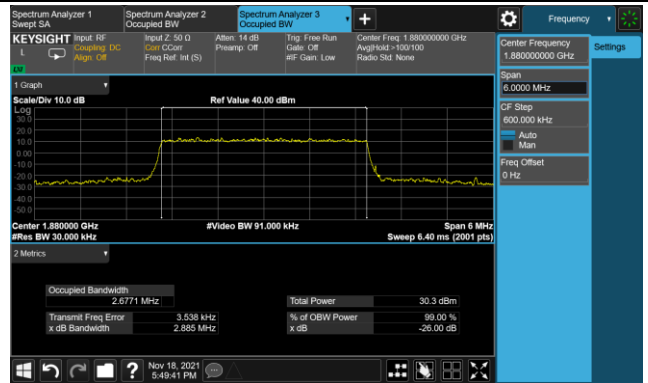 Spectrum Analyzer 1
Swept SA
Spectrum Analyzer 2
Occupied BW
Spectrum Analyzer 3
Occupied BW
Frequency
KEYSIGHT
L
Input: RF
Coupling: DC
Align: Off
Input Z: 50 Ω
Corr CCorr
Freq Ref: Int (S)
Atten: 14 dB
Preamp: Off
Trig: Free Run
Gate: Off
#IF Gain: Low
Center Freq: 1.880000000 GHz
Avg|Hold:>100/100
Radio Std: None
Center Frequency
1.880000000 GHz
Settings
Span
6.0000 MHz
CF Step
600.000 kHz
Auto
Man
Freq Offset
0 Hz
1 Graph
Scale/Div 10.0 dB
Ref Value 40.00 dBm
Log
30.0
20.0
10.0
0.00
-10.0
-20.0
-30.0
-40.0
-50.0
Center 1.880000 GHz
#Video BW 91.000 kHz
Span 6 MHz
#Res BW 30.000 kHz
Sweep 6.40 ms (2001 pts)
2 Metrics
Occupied Bandwidth
2.6771 MHz
Total Power
30.3 dBm
Transmit Freq Error
3.538 kHz
% of OBW Power
99.00 %
x dB Bandwidth
2.885 MHz
x dB
-26.00 dB
Nov 18, 2021
5:49:41 PM